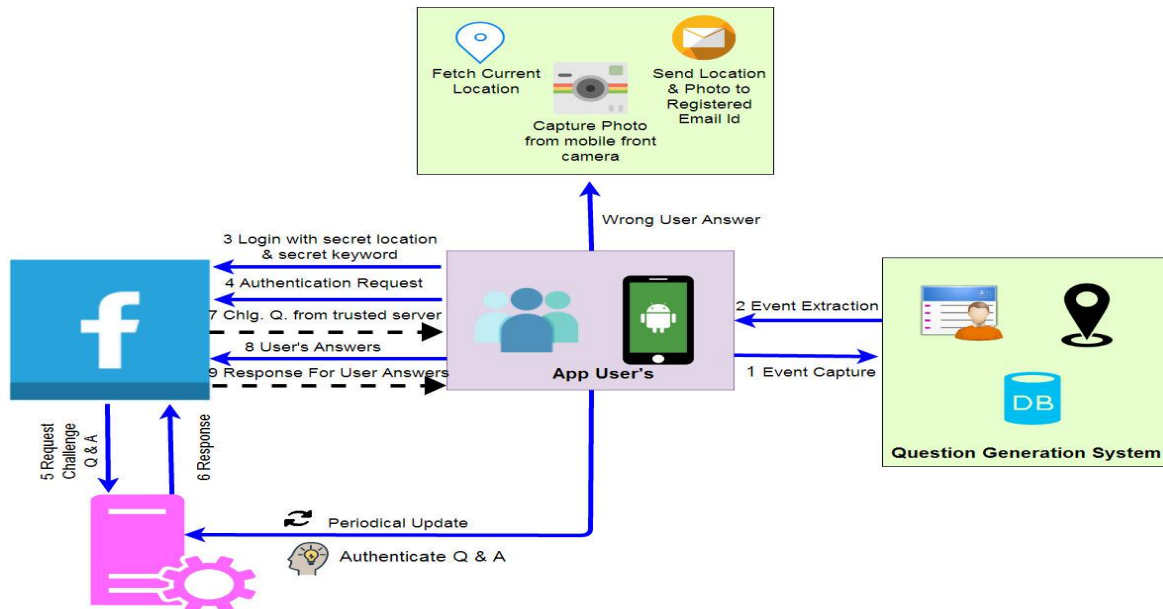 Fetch Current
Location
Capture Photo
from mobile front
camera
Send Location
& Photo to
Registered
Email Id
Wrong User Answer
3 Login with secret location
& secret keyword
4 Authentication Request
7 Chlg. Q. from trusted server
8 User's Answers
9 Response For User Answers
f
App User's
2 Event Extraction
1 Event Capture
DB
Question Generation System
5 Request
Challenge
Q & A
6 Response
Periodical Update
Authenticate Q & A